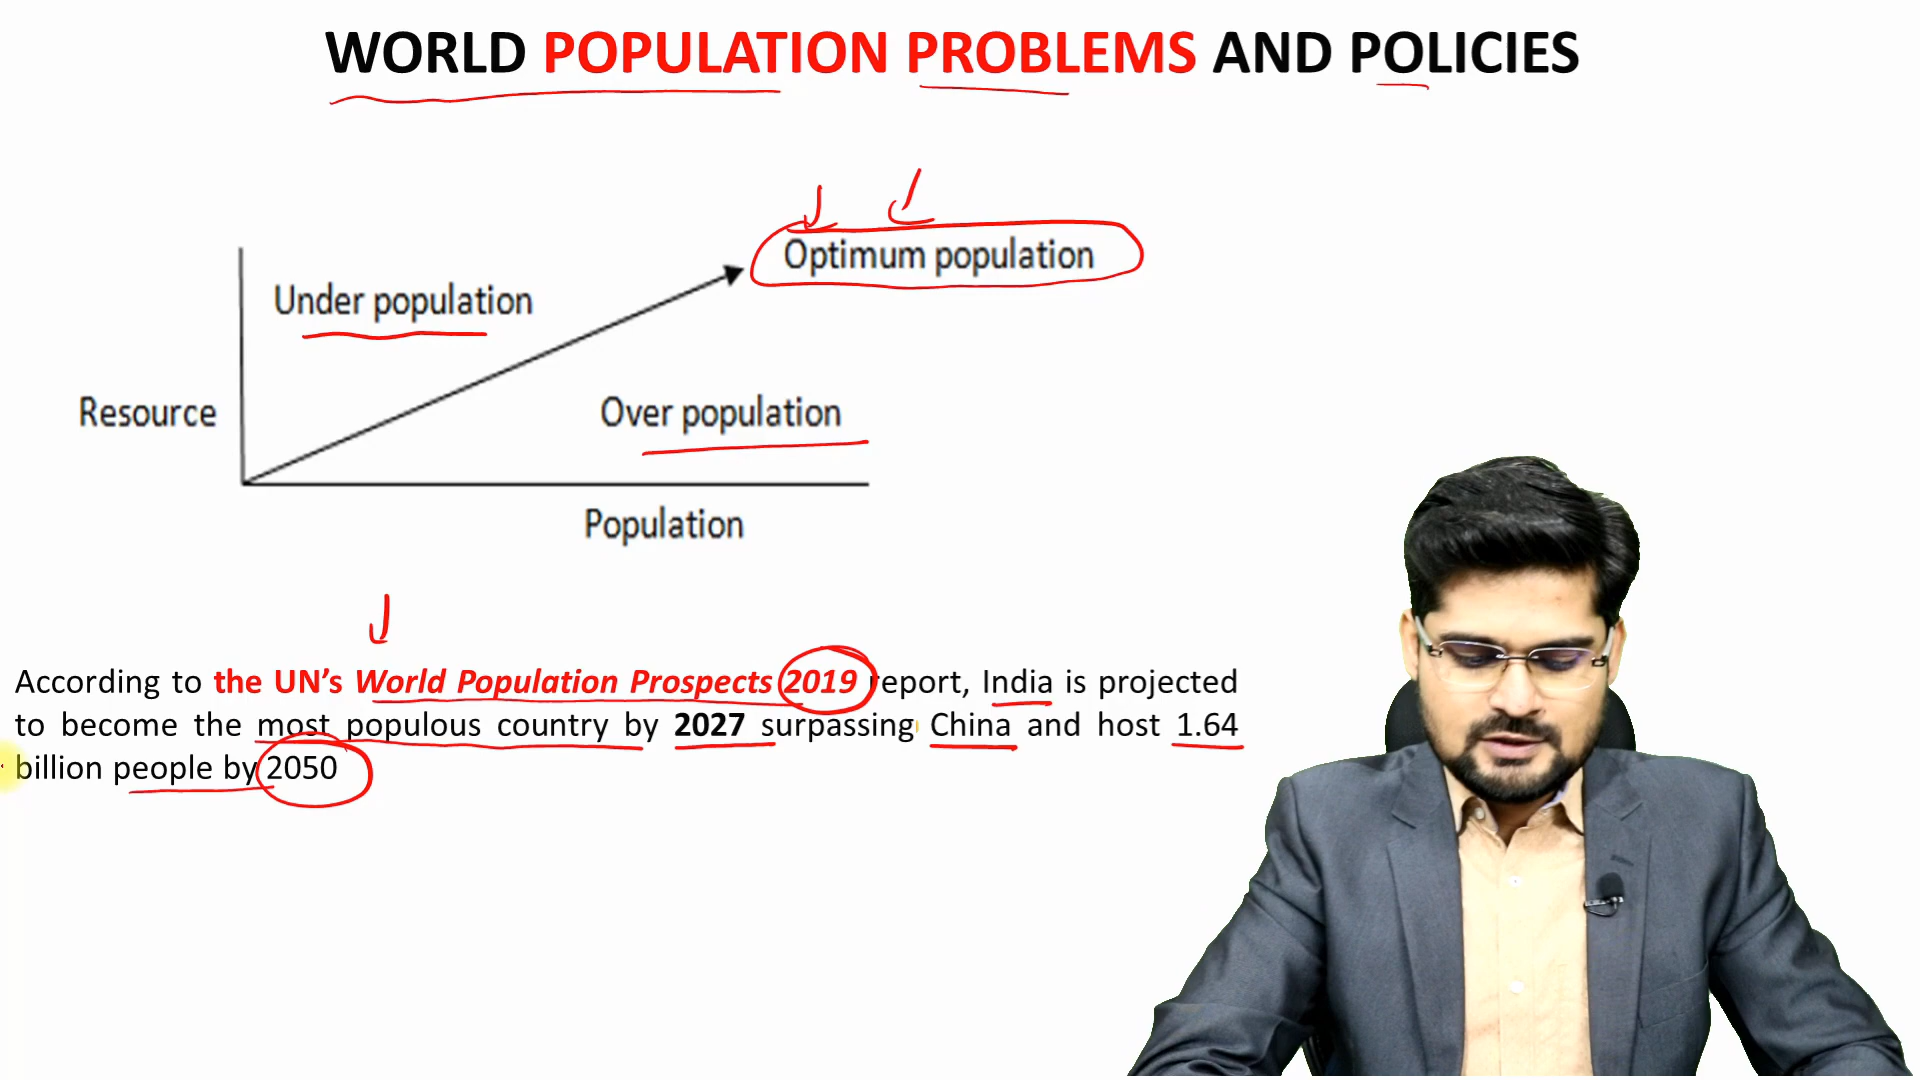 WORLD POPULATION PROBLEMS AND POLICIES
Optimum population
Under population
Resource
Over population
Population
According to the UN’s World Population Prospects 2019 report, India is projected
to become the most populous country by 2027 surpassing China and host 1.64
billion people by 2050